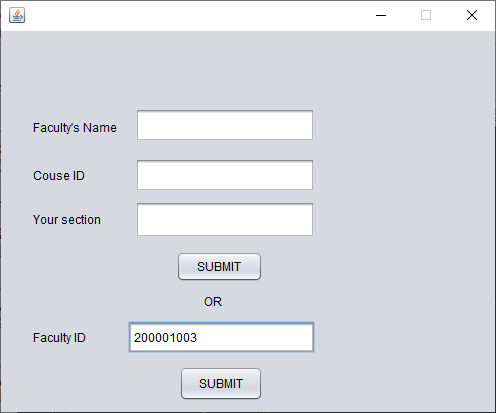 Faculty's Name
Couse ID
Your section
SUBMIT
OR
Faculty ID 200001003
SUBMIT